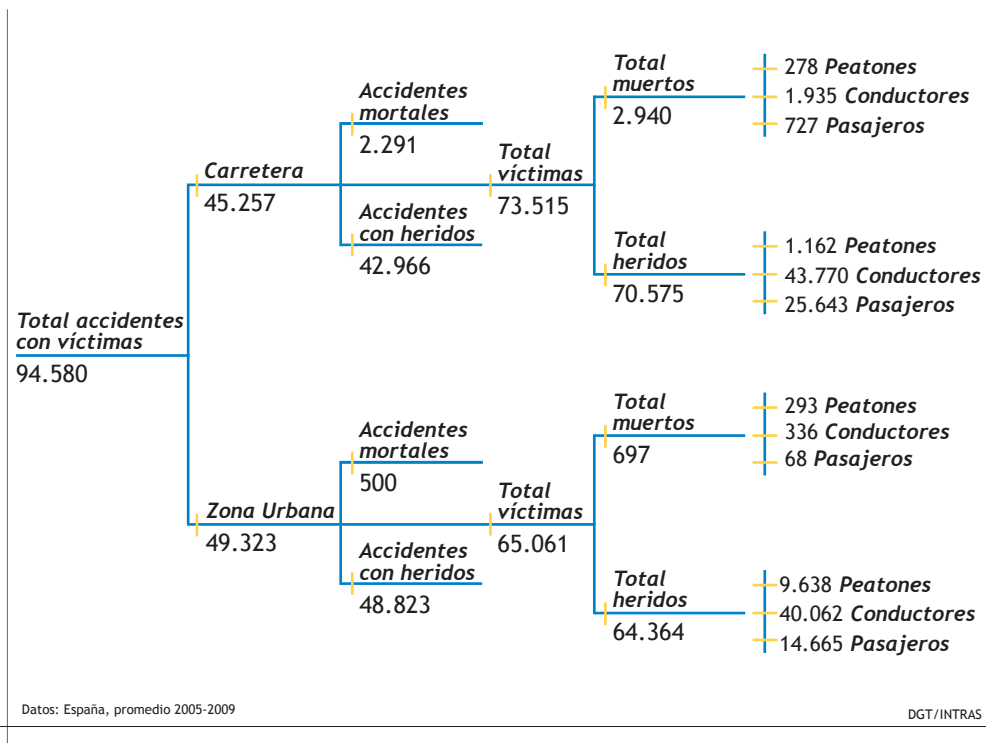 Total accidentes
con víctimas
94.580
Carretera
45.257
Accidentes
mortales
2.291
Accidentes
con heridos
42.966
Total
víctimas
73.515
Total
muertos
2.940
278 Peatones
1.935 Conductores
727 Pasajeros
Total
heridos
70.575
1.162 Peatones
43.770 Conductores
25.643 Pasajeros
Zona Urbana
49.323
Accidentes
mortales
500
Accidentes
con heridos
48.823
Total
víctimas
65.061
Total
muertos
697
293 Peatones
336 Conductores
68 Pasajeros
Total
heridos
64.364
9.638 Peatones
40.062 Conductores
14.665 Pasajeros
Datos: España, promedio 2005-2009
DGT/INTRAS